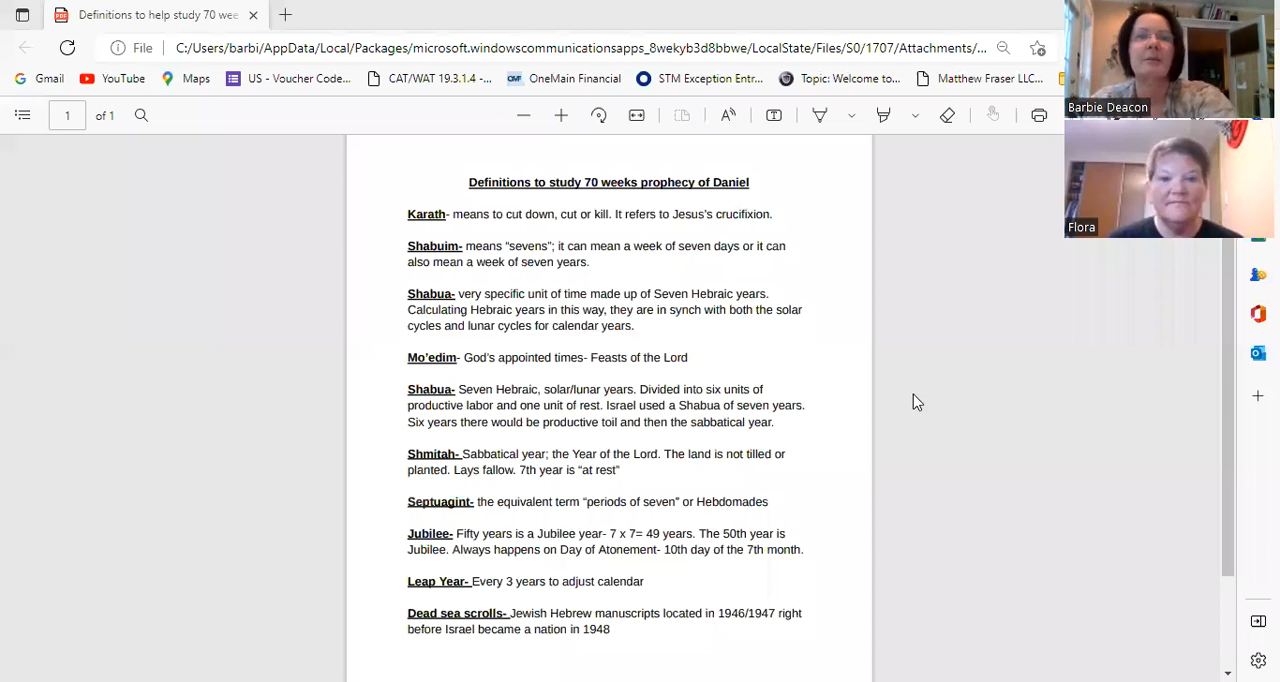 Definitions to help study 70 wee
File
C:/Users/barbi/AppData/Local/Packages/microsoft.windowscommunicationsapps_8wekyb3d8bbwe/LocalState/Files/S0/1707/Attachments/...
Gmail
YouTube
Maps
US - Voucher Code...
CAT/WAT 19.3.1.4 -...
OneMain Financial
STM Exception Entr...
Topic: Welcome to...
Matthew Fraser LLC...
1 of 1
Barbie Deacon
Flora
Definitions to study 70 weeks prophecy of Daniel
Karath- means to cut down, cut or kill. It refers to Jesus's crucifixion.
Shabuim- means “sevens”; it can mean a week of seven days or it can
also mean a week of seven years.
Shabua- very specific unit of time made up of Seven Hebraic years.
Calculating Hebraic years in this way, they are in synch with both the solar
cycles and lunar cycles for calendar years.
Mo’edim- God’s appointed times- Feasts of the Lord
Shabua- Seven Hebraic, solar/lunar years. Divided into six units of
productive labor and one unit of rest. Israel used a Shabua of seven years.
Six years there would be productive toil and then the sabbatical year.
Shmitah- Sabbatical year; the Year of the Lord. The land is not tilled or
planted. Lays fallow. 7th year is “at rest”
Septuagint- the equivalent term “periods of seven” or Hebdomades
Jubilee- Fifty years is a Jubilee year- 7 x 7= 49 years. The 50th year is
Jubilee. Always happens on Day of Atonement- 10th day of the 7th month.
Leap Year- Every 3 years to adjust calendar
Dead sea scrolls- Jewish Hebrew manuscripts located in 1946/1947 right
before Israel became a nation in 1948